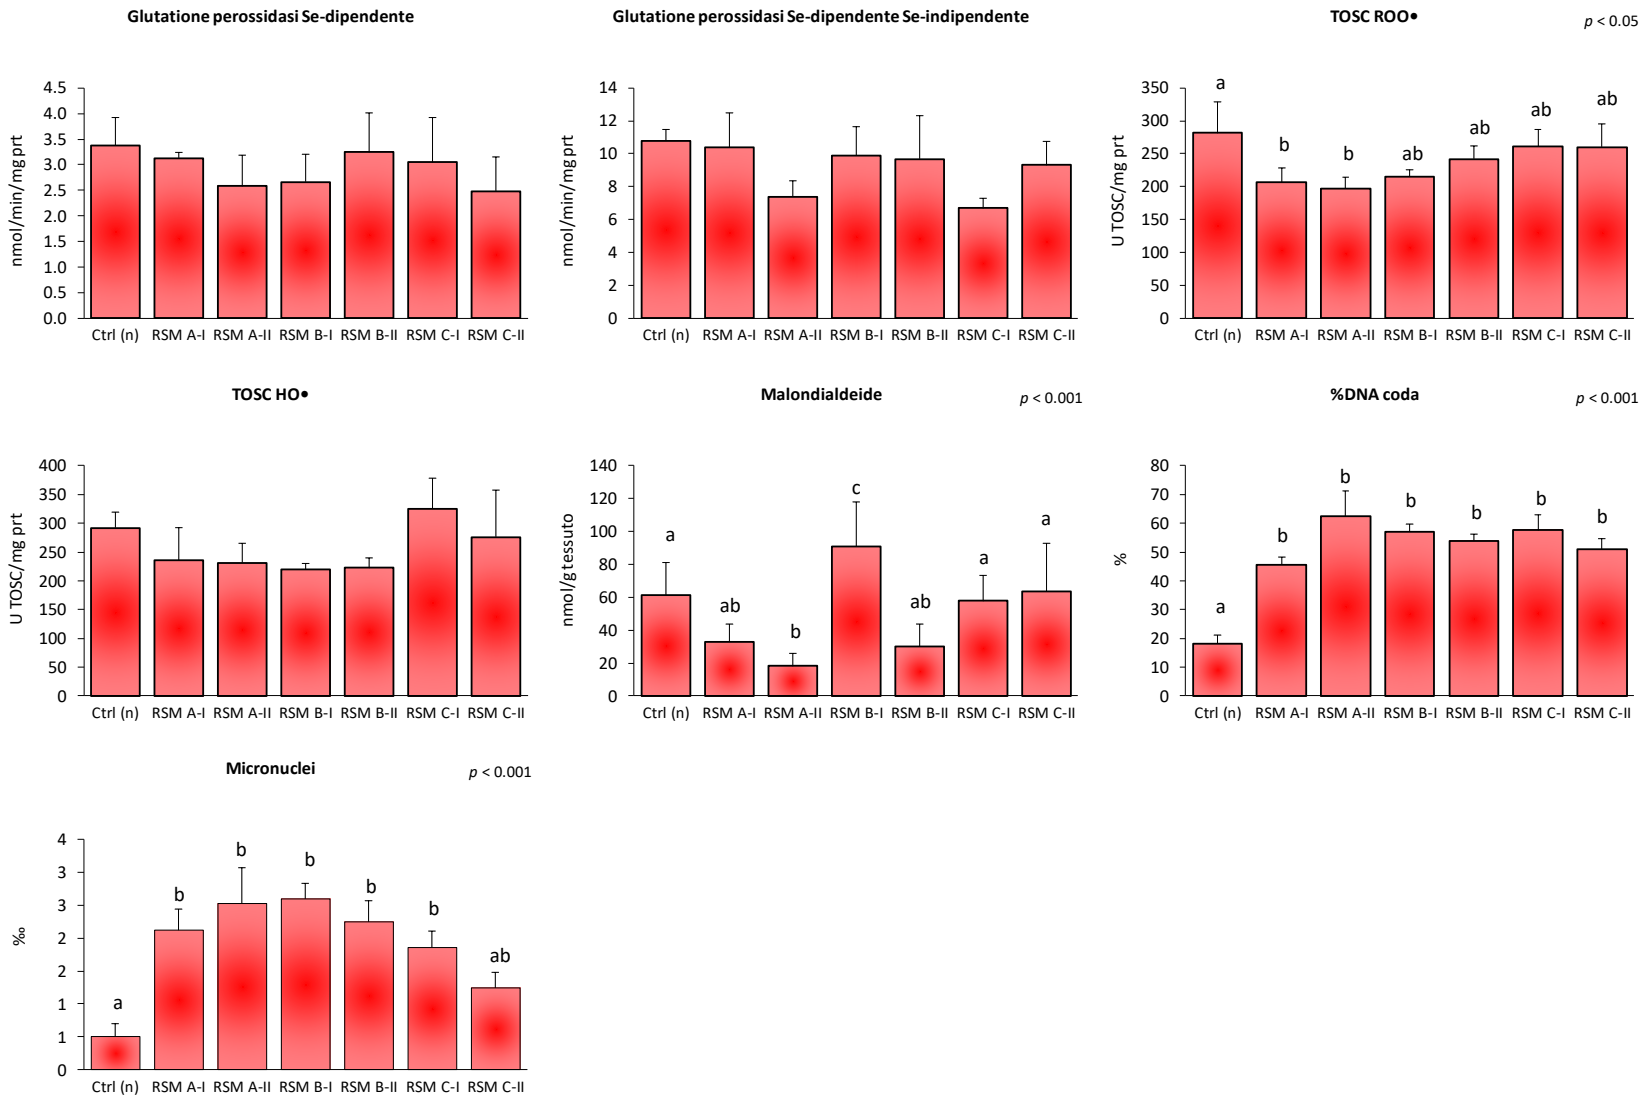 Glutatione perossidasi Se-dipendente
nmol/min/mg prt
4.5
4.0
3.5
3.0
2.5
2.0
1.5
1.0
0.5
0.0
Ctrl (n) RSM A-I RSM A-II RSM B-I RSM B-II RSM C-I RSM C-II
Glutatione perossidasi Se-dipendente Se-indipendente
nmol/min/mg prt
14
12
10
8
6
4
2
0
Ctrl (n) RSM A-I RSM A-II RSM B-I RSM B-II RSM C-I RSM C-II
TOSC ROO•
p < 0.05
U TOSC/mg prt
350
300
250
200
150
100
50
0
a b b ab ab ab ab
Ctrl (n) RSM A-I RSM A-II RSM B-I RSM B-II RSM C-I RSM C-II
TOSC HO•
U TOSC/mg prt
400
350
300
250
200
150
100
50
0
Ctrl (n) RSM A-I RSM A-II RSM B-I RSM B-II RSM C-I RSM C-II
Malondialdeide
p < 0.001
nmol/g tessuto
140
120
100
80
60
40
20
0
a ab b c ab a a
Ctrl (n) RSM A-I RSM A-II RSM B-I RSM B-II RSM C-I RSM C-II
%DNA coda
p < 0.001
%
80
70
60
50
40
30
20
10
0
a b b b b b b
Ctrl (n) RSM A-I RSM A-II RSM B-I RSM B-II RSM C-I RSM C-II
Micronuclei
p < 0.001
‰
4
3
3
2
2
1
1
0
a b b b b b ab
Ctrl (n) RSM A-I RSM A-II RSM B-I RSM B-II RSM C-I RSM C-II